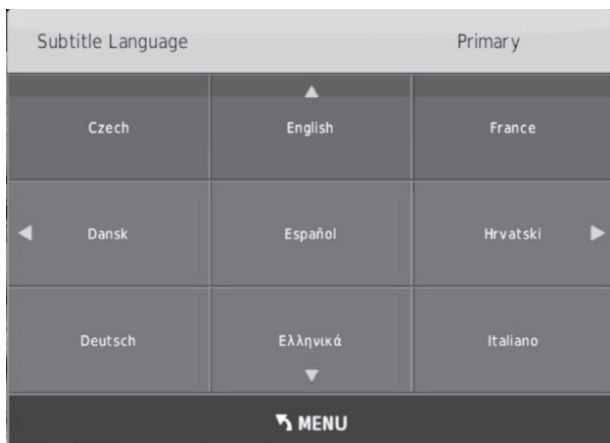 Subtitle Language Primary
Czech English France
Dansk Español Hrvatski
Deutsch Ελληνικά Italiano
MENU